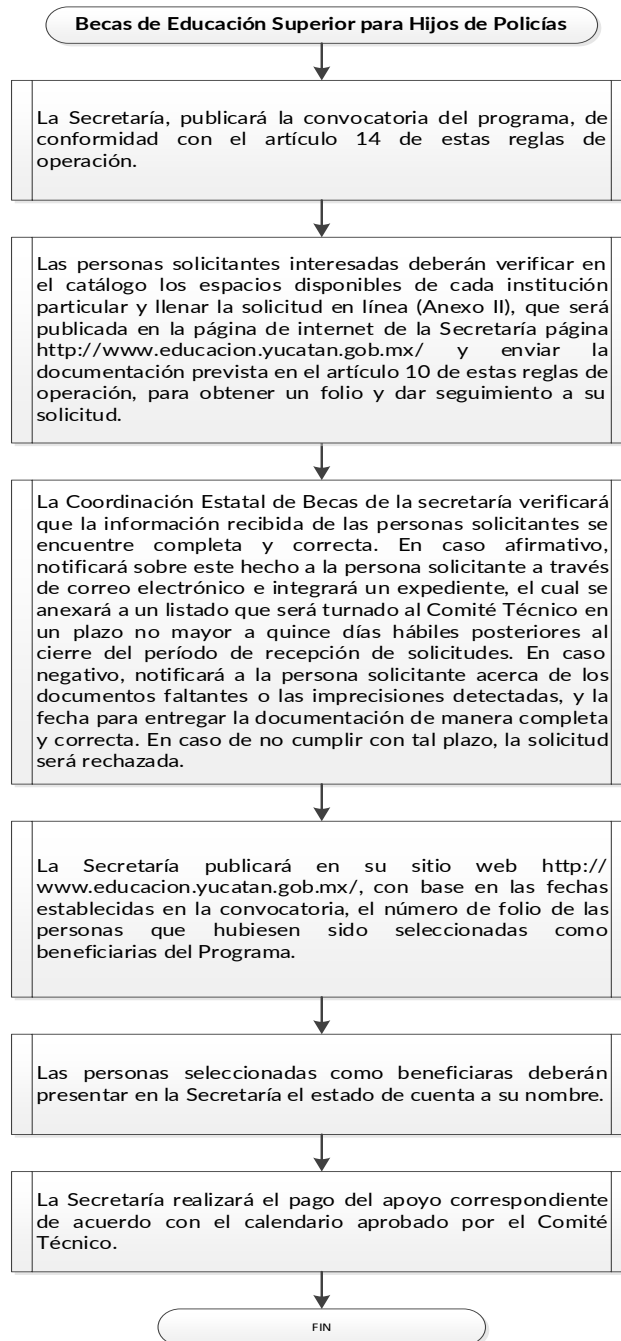 Becas de Educación Superior para Hijos de Policías
La Secretaría, publicará la convocatoria del programa, de
conformidad con el artículo 14 de estas reglas de
operación.
Las personas solicitantes interesadas deberán verificar en
el catálogo los espacios disponibles de cada institución
particular y llenar la solicitud en línea (Anexo II), que será
publicada en la página de internet de la Secretaría página
http://www.educacion.yucatan.gob.mx/ y enviar la
documentación prevista en el artículo 10 de estas reglas de
operación, para obtener un folio y dar seguimiento a su
solicitud.
La Coordinación Estatal de Becas de la secretaría verificará
que la información recibida de las personas solicitantes se
encuentre completa y correcta. En caso afirmativo,
notificará sobre este hecho a la persona solicitante a través
de correo electrónico e integrará un expediente, el cual se
anexará a un listado que será turnado al Comité Técnico en
un plazo no mayor a quince días hábiles posteriores al
cierre del período de recepción de solicitudes. En caso
negativo, notificará a la persona solicitante acerca de los
documentos faltantes o las imprecisiones detectadas, y la
fecha para entregar la documentación de manera completa
y correcta. En caso de no cumplir con tal plazo, la solicitud
será rechazada.
La Secretaría publicará en su sitio web http://
www.educacion.yucatan.gob.mx/, con base en las fechas
establecidas en la convocatoria, el número de folio de las
personas que hubiesen sido seleccionadas como
beneficiarias del Programa.
Las personas seleccionadas como beneficiaras deberán
presentar en la Secretaría el estado de cuenta a su nombre.
La Secretaría realizará el pago del apoyo correspondiente
de acuerdo con el calendario aprobado por el Comité
Técnico.
FIN